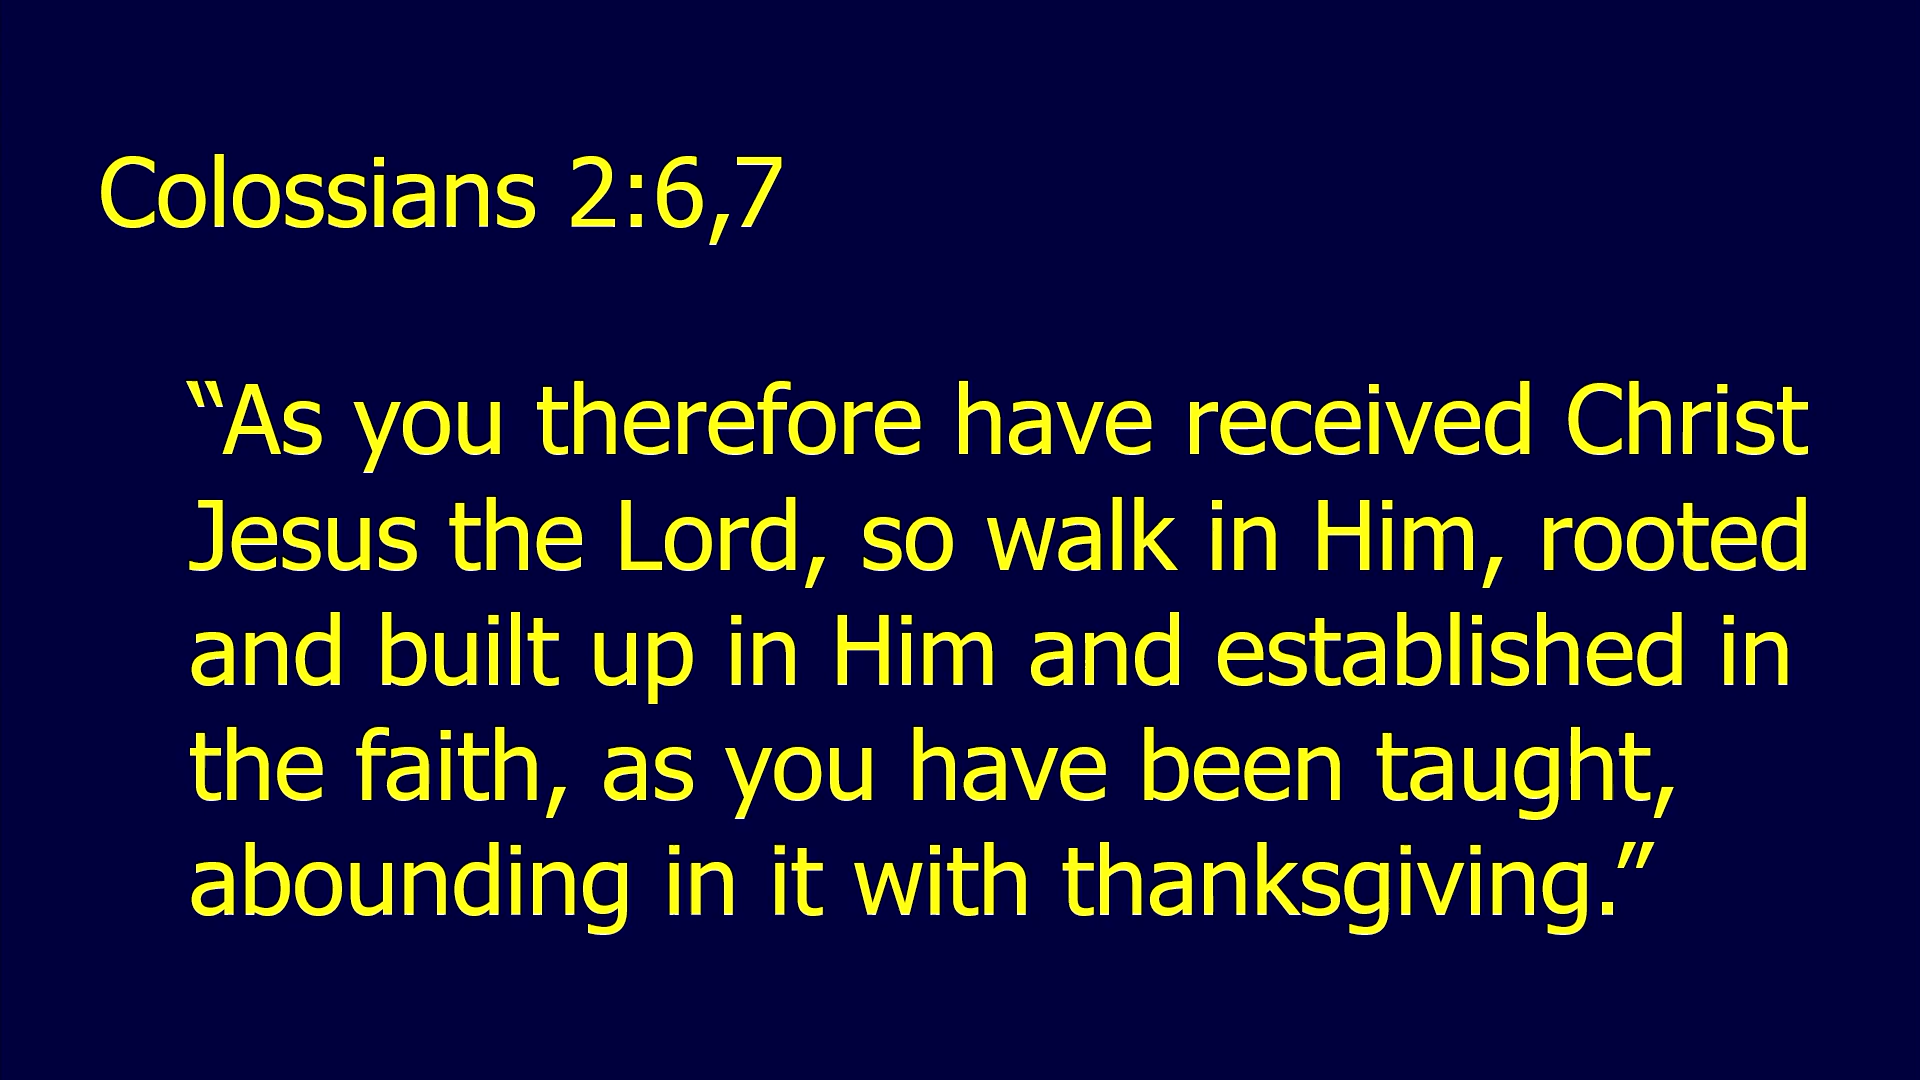 Colossians 2:6,7
“As you therefore have received Christ
Jesus the Lord, so walk in Him, rooted
and built up in Him and established in
the faith, as you have been taught,
abounding in it with thanksgiving.”